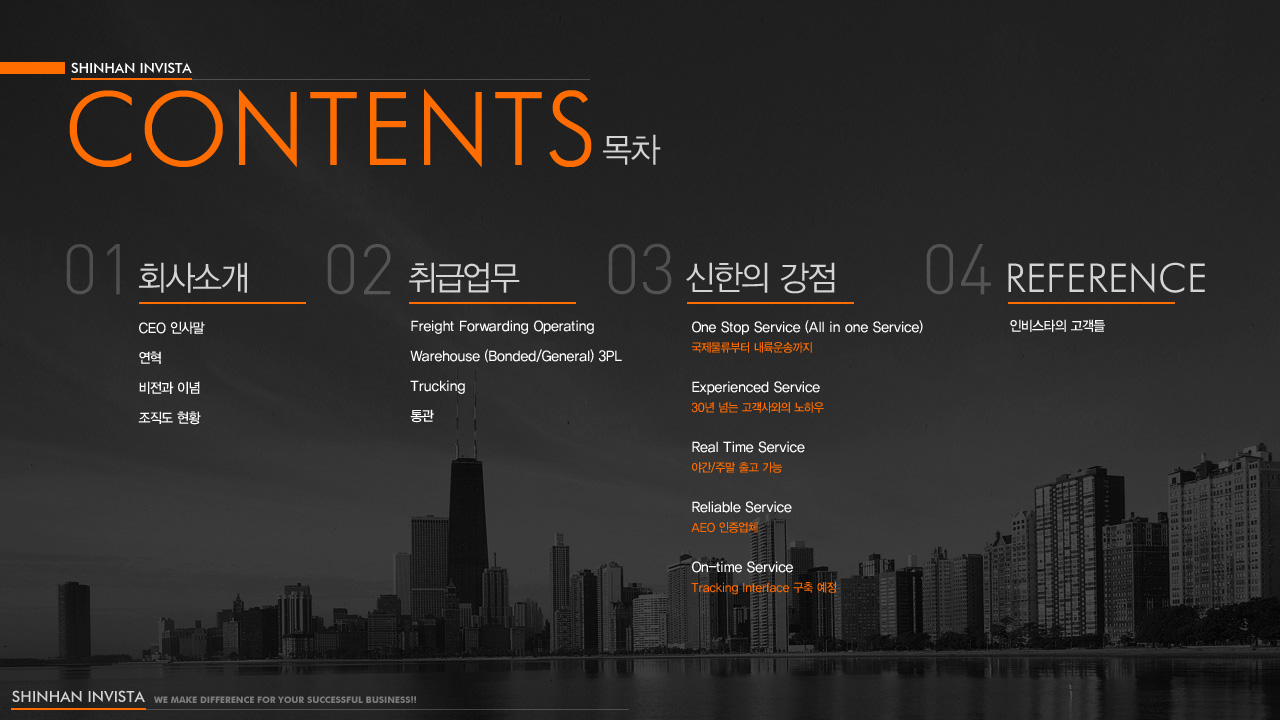 SHINHAN INVISTA
CONTENTS 목차
01 회사소개
CEO 인사말
연혁
비전과 이념
조직도 현황
02 취급업무
Freight Forwarding Operating
Warehouse (Bonded/General) 3PL
Trucking
통관
03 신한의 강점
One Stop Service (All in one Service)
국제물류부터 내륙운송까지
Experienced Service
30년 넘는 고객사와의 노하우
Real Time Service
야간/주말 출고 가능
Reliable Service
AEO 인증업체
On-time Service
Tracking Interface 구축 예정
04 REFERENCE
인비스타의 고객들
SHINHAN INVISTA WE MAKE DIFFERENCE FOR YOUR SUCCESSFUL BUSINESS!!